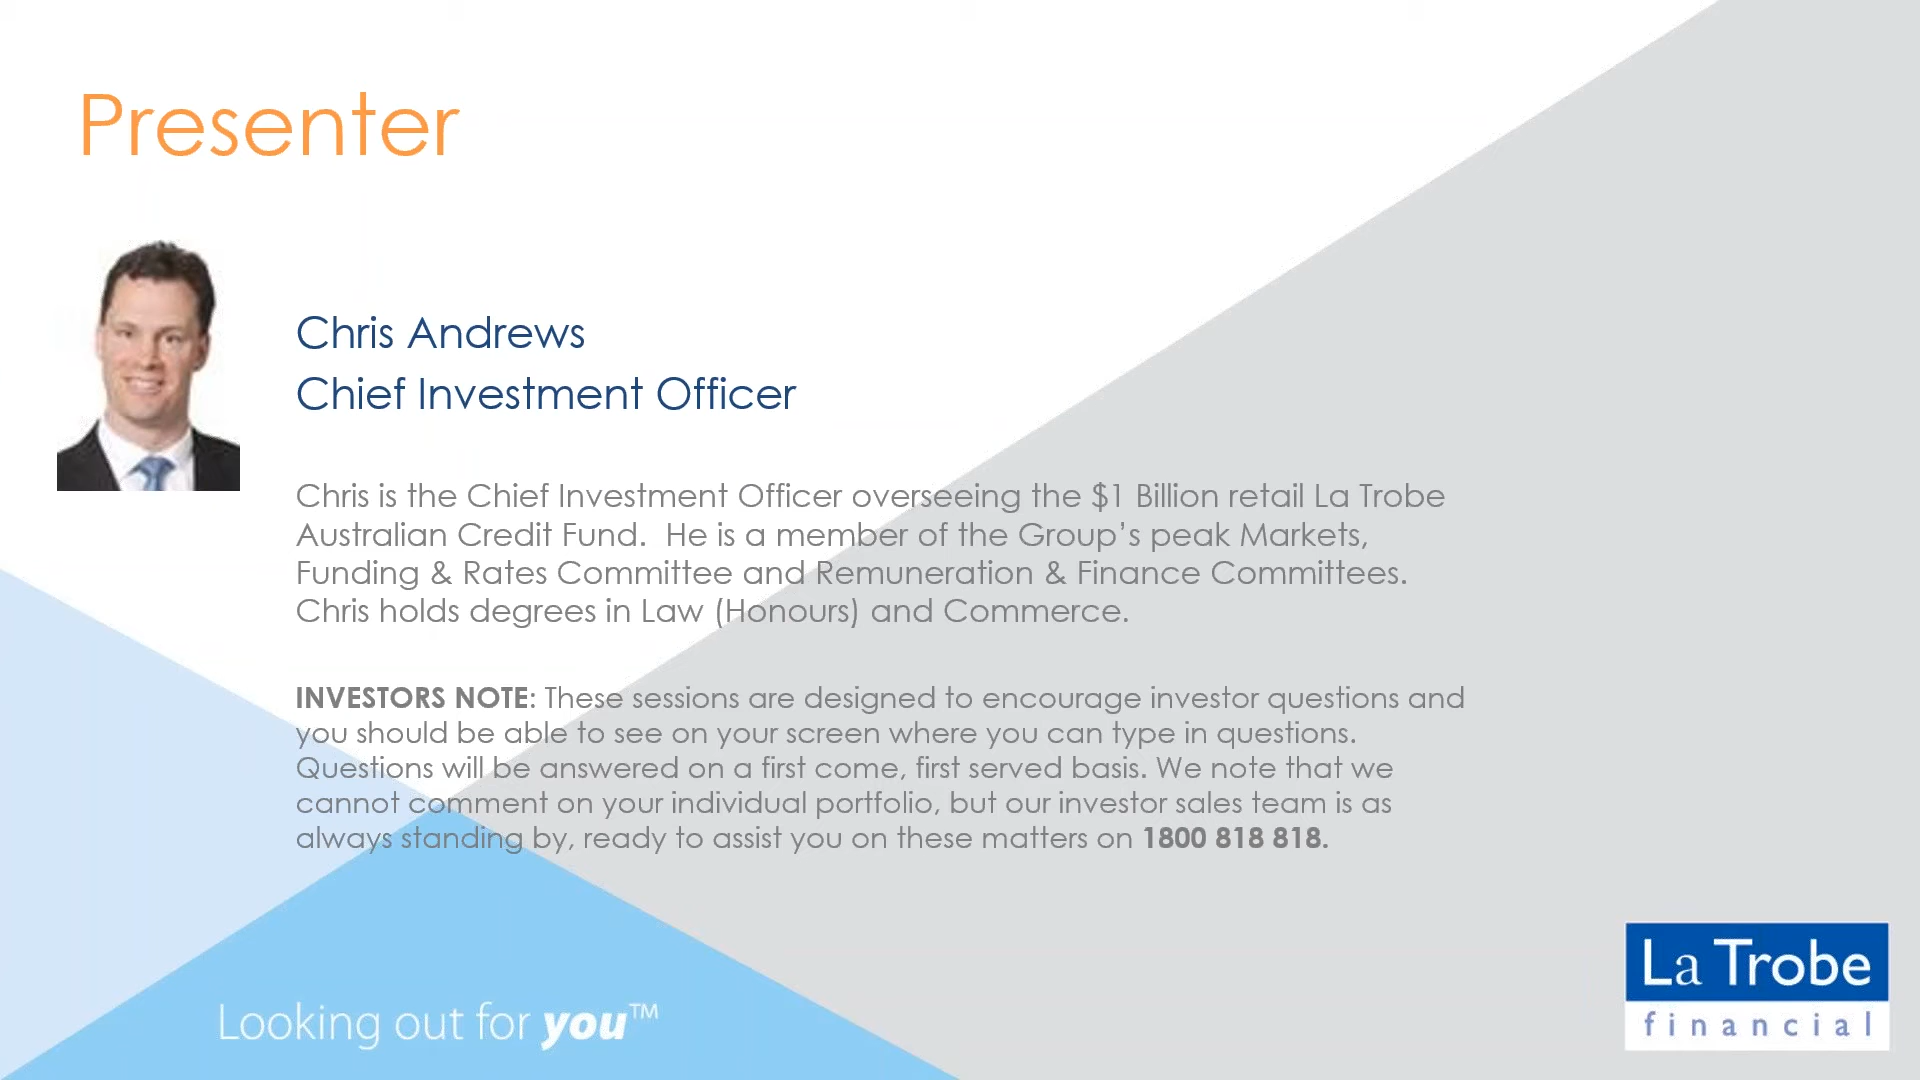 Presenter
Chris Andrews
Chief Investment Officer
Chris is the Chief Investment Officer overseeing the $1 Billion retail La Trobe
Australian Credit Fund.  He is a member of the Group’s peak Markets,
Funding & Rates Committee and Remuneration & Finance Committees.
Chris holds degrees in Law (Honours) and Commerce.
INVESTORS NOTE: These sessions are designed to encourage investor questions and
you should be able to see on your screen where you can type in questions.
Questions will be answered on a first come, first served basis. We note that we
cannot comment on your individual portfolio, but our investor sales team is as
always standing by, ready to assist you on these matters on 1800 818 818.
Looking out for you™
La Trobe
financial